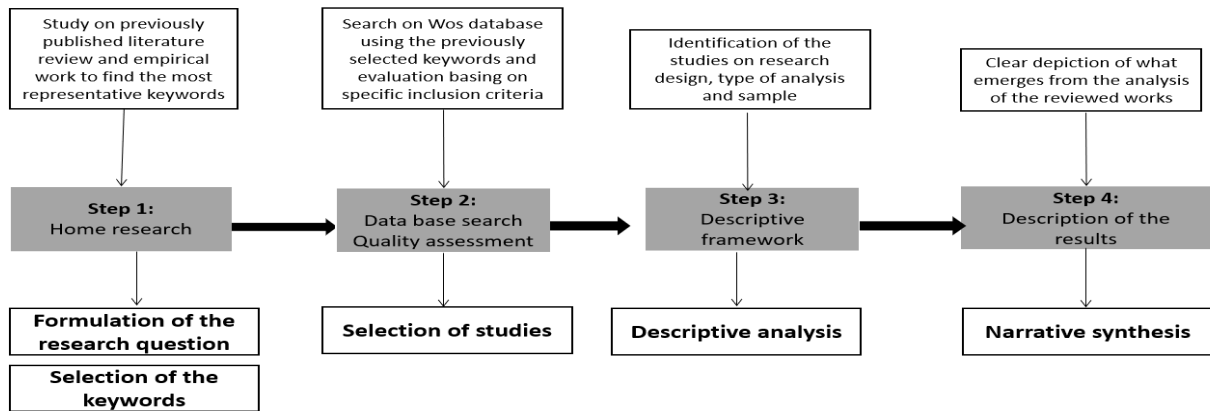 Study on previously
published literature
review and empirical
work to find the most
representative keywords
Search on Wos database
using the previously
selected keywords and
evaluation basing on
specific inclusion criteria
Identification of the
studies on research
design, type of analysis
and sample
Clear depiction of what
emerges from the analysis
of the reviewed works
Step 1:
Home research
Step 2:
Data base search
Quality assessment
Step 3:
Descriptive
framework
Step 4:
Description of the
results
Formulation of the
research question
Selection of the
keywords
Selection of studies
Descriptive analysis
Narrative synthesis